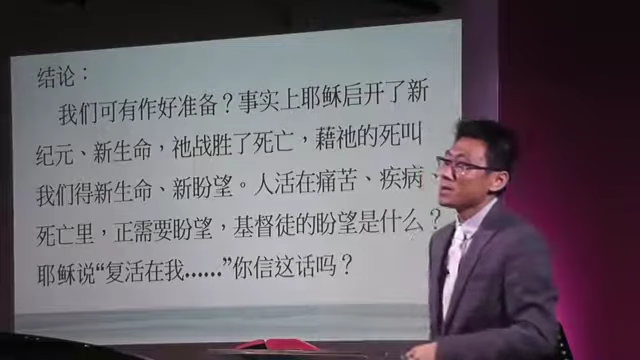 结论：
我们可有作好准备？事实上耶稣启开了新
纪元、新生命，祂战胜了死亡，藉祂的死叫
我们得新生命、新盼望。人活在痛苦、疾病、
死亡里，正需要盼望，基督徒的盼望是什么？
耶稣说“复活在我……”你信这话吗？